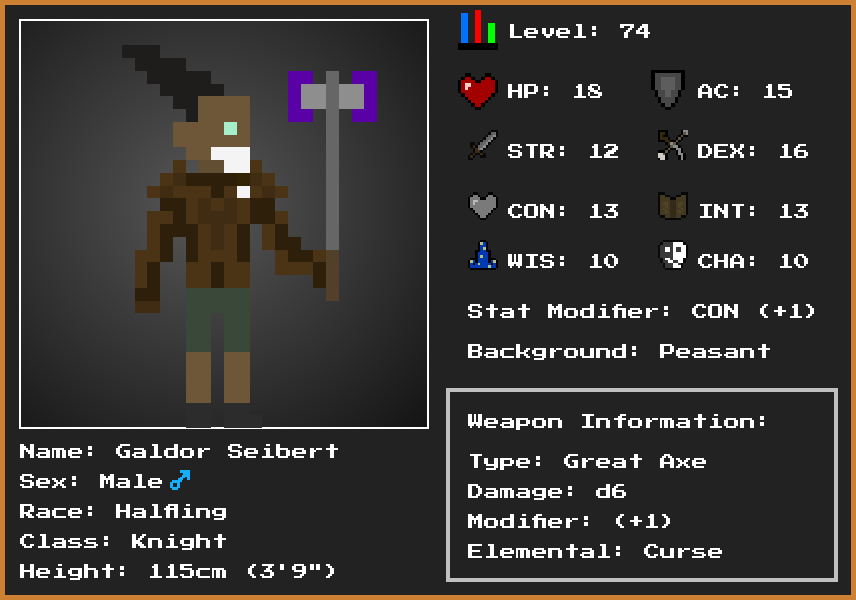 Level: 74
HP: 18
AC: 15
STR: 12
DEX: 16
CON: 13
INT: 13
WIS: 10
CHA: 10
Stat Modifier: CON (+1)
Background: Peasant
Weapon Information:
Type: Great Axe
Damage: d6
Modifier: (+1)
Elemental: Curse
Name: Galdor Seibert
Sex: Male ♂
Race: Halfling
Class: Knight
Height: 115cm (3'9")